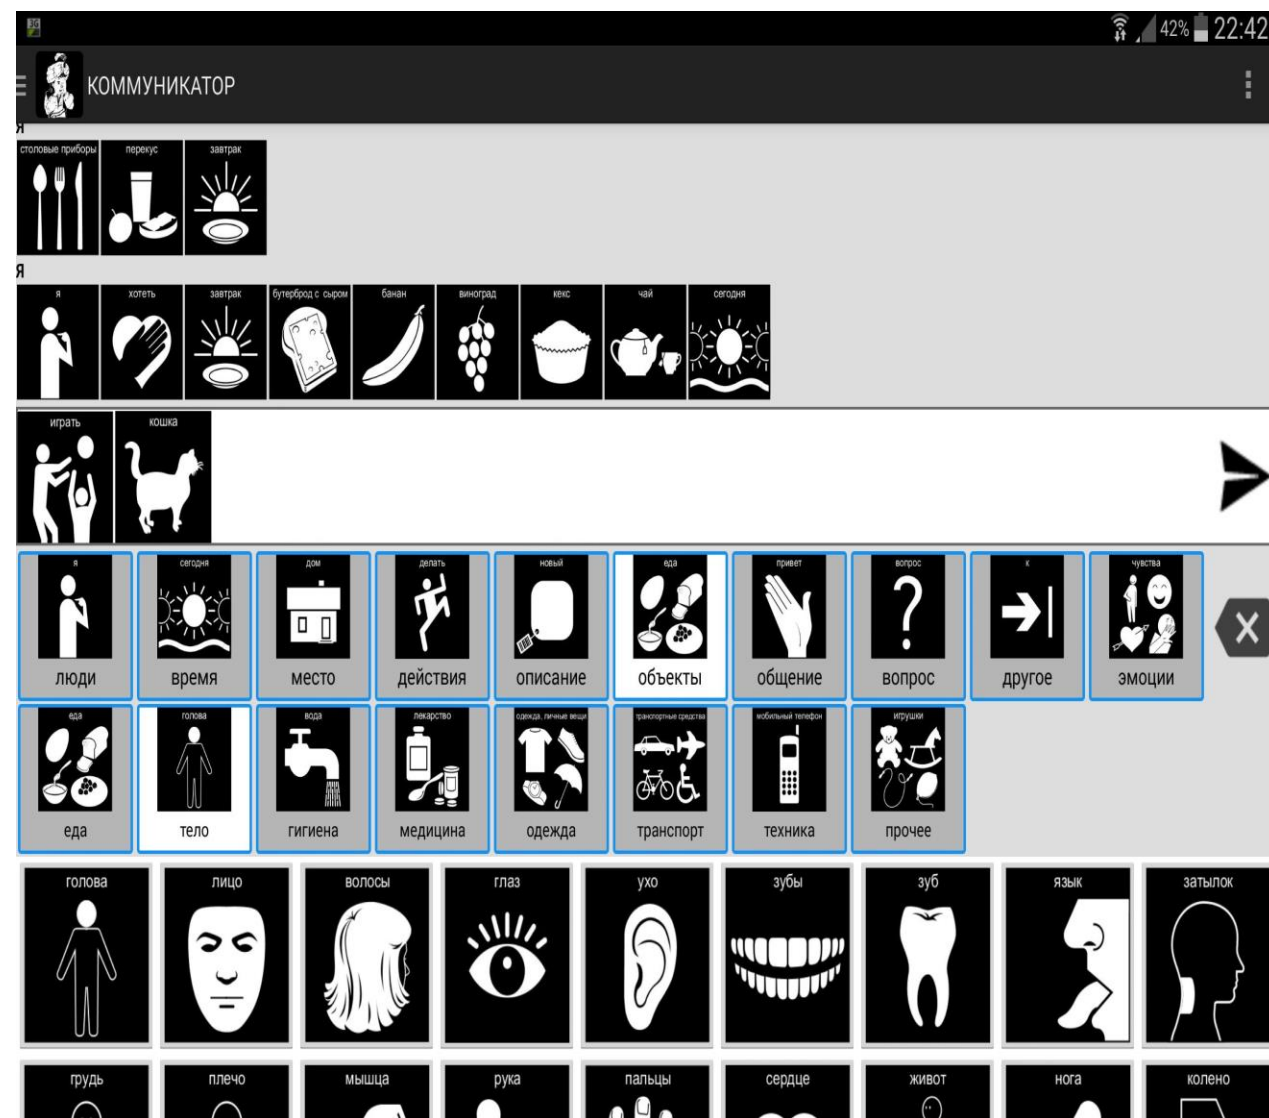 3G 42% 22:42
КОММУНИКАТОР
Я
столовые приборы перекус завтрак
Я
я хотеть завтрак бутерброд с сыром банан виноград кекс чай сегодня
играть кошка
я сегодня дом делать новый еда привет вопрос к чувства
люди время место действия описание объекты общение вопрос другое эмоции
еда голова вода лекарство одежда, личные вещи транспортные средства мобильный телефон игрушки
еда тело гигиена медицина одежда транспорт техника прочее
голова лицо волосы глаз ухо зубы зуб язык затылок
грудь плечо мышца рука пальцы сердце живот нога колено